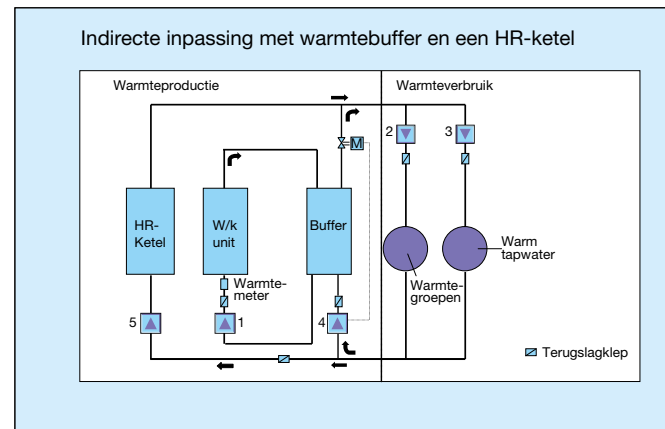 Indirecte inpassing met warmtebuffer en een HR-ketel
Warmteproductie
Warmteverbruik
2
3
M
HR-
Ketel
W/k
unit
Buffer
Warm
tapwater
Warmte-
meter
Warmte-
groepen
5
1
4
Terugslagklep